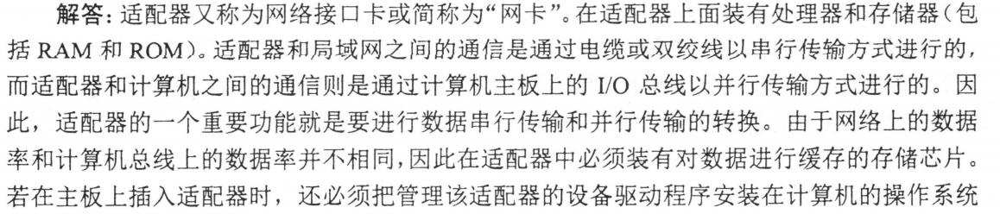 解答：适配器又称为网络接口卡或简称为“网卡”。在适配器上面装有处理器和存储器（包
括 RAM 和 ROM）。适配器和局域网之间的通信是通过电缆或双绞线以串行传输方式进行的，
而适配器和计算机之间的通信则是通过计算机主板上的 I/O 总线以并行传输方式进行的。因
此，适配器的一个重要功能就是要进行数据串行传输和并行传输的转换。由于网络上的数据
率和计算机总线上的数据率并不相同，因此在适配器中必须装有对数据进行缓存的存储芯片。
若在主板上插入适配器时，还必须把管理该适配器的设备驱动程序安装在计算机的操作系统